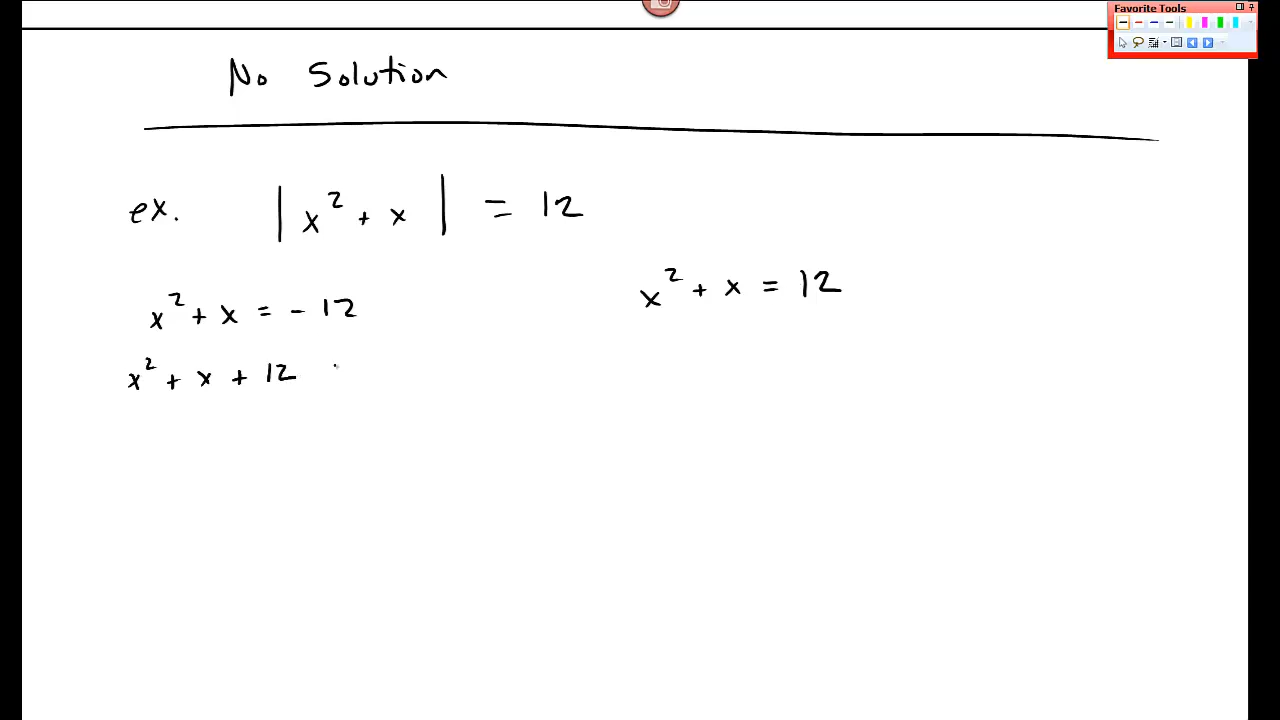 Favorite Tools
No Solution
ex. | x² + x | = 12
x² + x = - 12
x² + x = 12
x² + x + 12